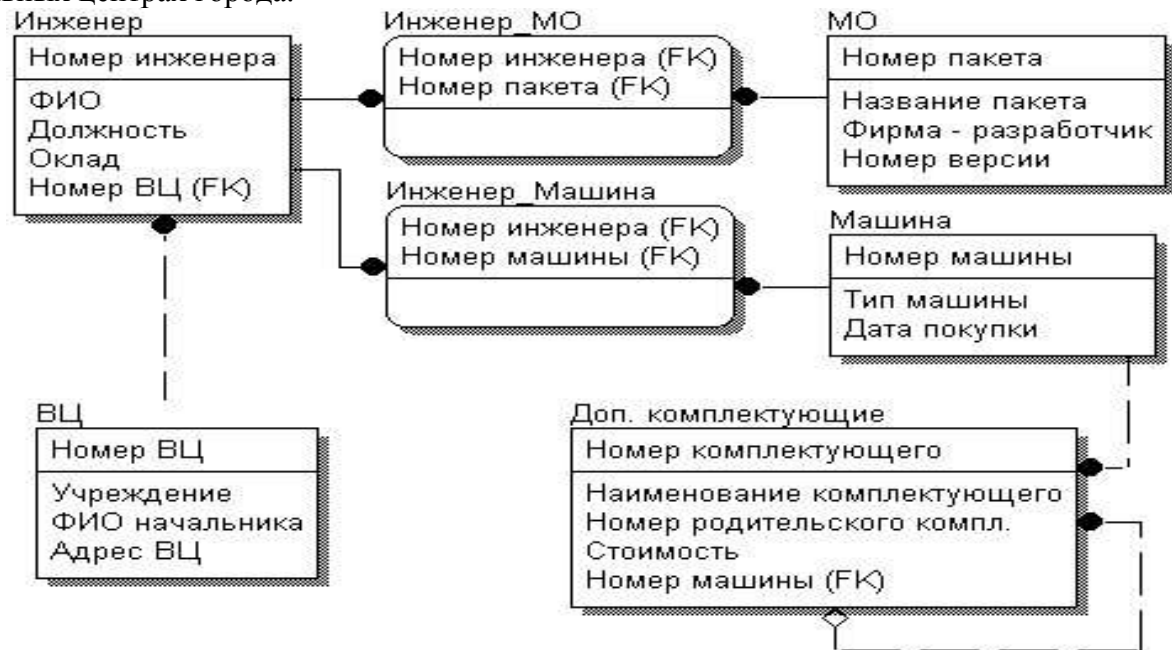 центрах города.
Инженер
Номер инженера
ФИО
Должность
Оклад
Номер ВЦ (FK)
Инженер_МО
Номер инженера (FK)
Номер пакета (FK)
МО
Номер пакета
Название пакета
Фирма - разработчик
Номер версии
Инженер_Машина
Номер инженера (FK)
Номер машины (FK)
Машина
Номер машины
Тип машины
Дата покупки
ВЦ
Номер ВЦ
Учреждение
ФИО начальника
Адрес ВЦ
Доп. комплектующие
Номер комплектующего
Наименование комплектующего
Номер родительского компл.
Стоимость
Номер машины (FK)